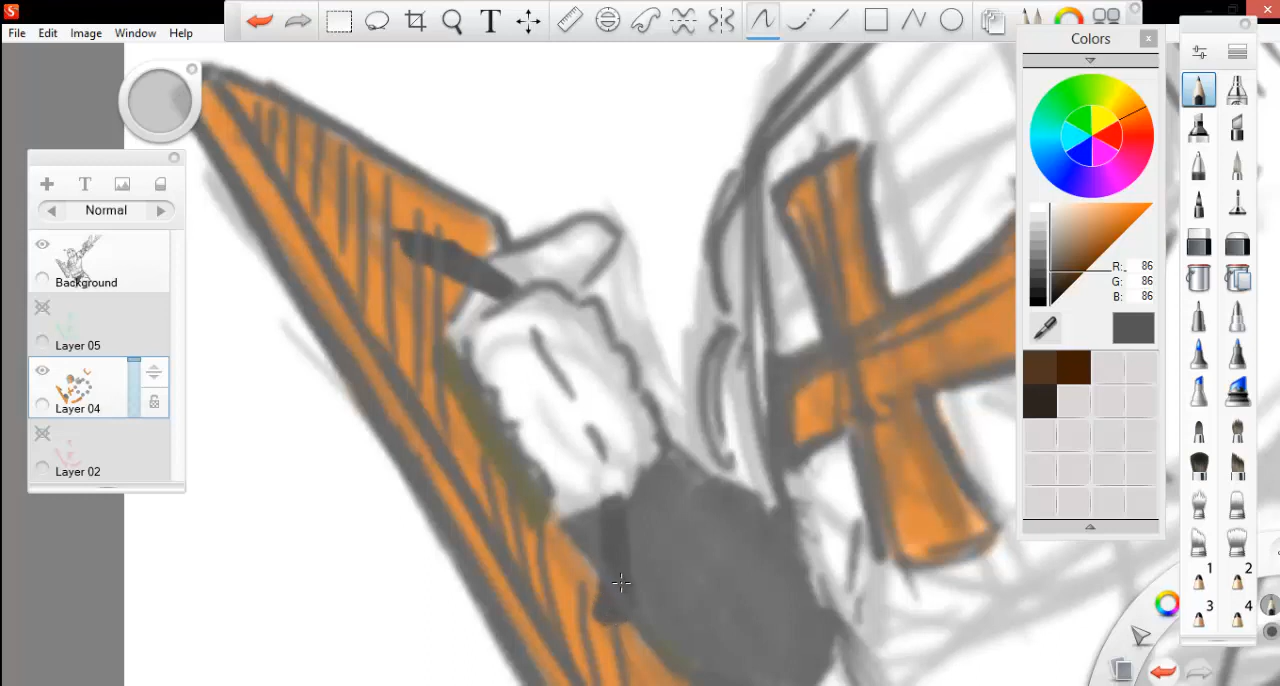 File Edit Image Window Help
T
Colors
T
Normal
Background
Layer 05
Layer 04
Layer 02
R: 86
G: 86
B: 86
1 2
3 4